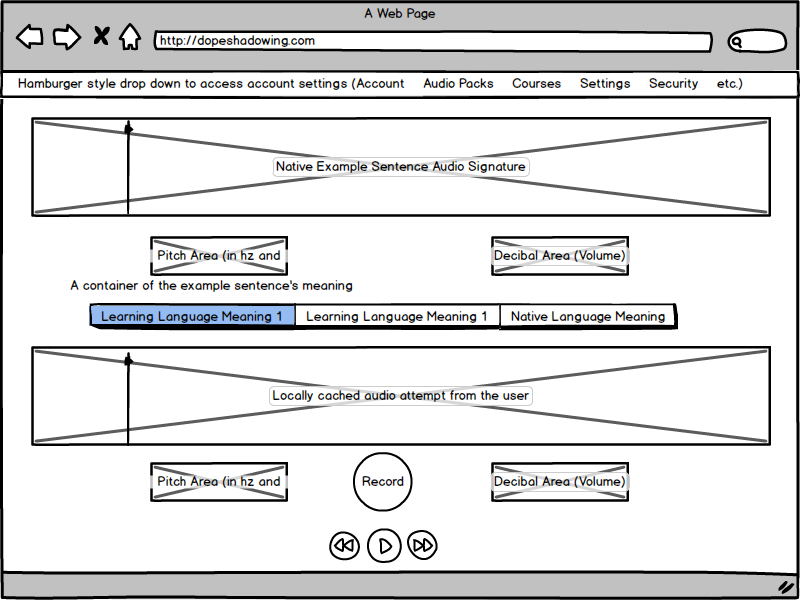 A Web Page
http://dopeshadowing.com
Hamburger style drop down to access account settings (Account Audio Packs Courses Settings Security etc.)
Native Example Sentence Audio Signature
Pitch Area (in hz and Decibal Area (Volume)
A container of the example sentence's meaning
Learning Language Meaning 1 Learning Language Meaning 1 Native Language Meaning
Locally cached audio attempt from the user
Pitch Area (in hz and Record Decibal Area (Volume)